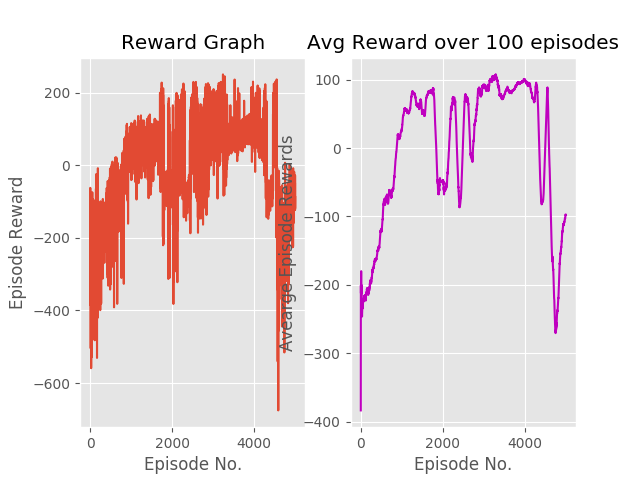 Reward Graph
Avg Reward over 100 episodes
Episode Reward
200
0
−200
−400
−600
0
2000
4000
Episode No.
Avearge Episode Rewards
100
0
−100
−200
−300
−400
0
2000
4000
Episode No.